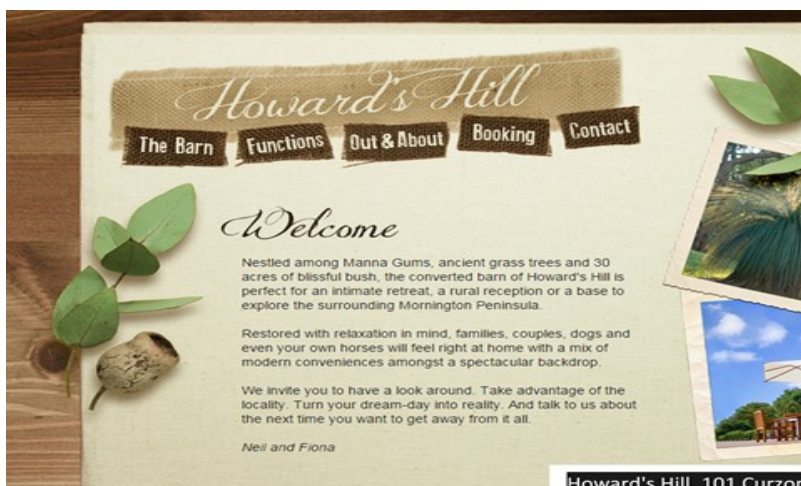 Howard's Hill
The Barn
Functions
Out & About
Booking
Contact
Welcome
Nestled among Manna Gums, ancient grass trees and 30
acres of blissful bush, the converted barn of Howard's Hill is
perfect for an intimate retreat, a rural reception or a base to
explore the surrounding Mornington Peninsula.
Restored with relaxation in mind, families, couples, dogs and
even your own horses will feel right at home with a mix of
modern conveniences amongst a spectacular backdrop.
We invite you to have a look around. Take advantage of the
locality. Turn your dream-day into reality. And talk to us about
the next time you want to get away from it all.
Neil and Fiona
Howard's Hill, 101